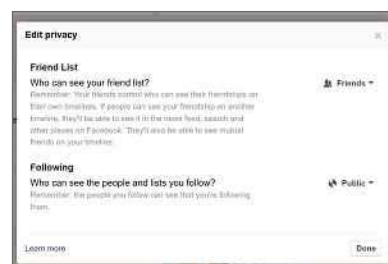 Edit privacy
Friend List
Who can see your friend list?
Friends
Remember: Your friends control who can see their friendships on
their own timelines. If people can see your friendship on another
timeline, they'll be able to see it in the news feed, search and
other places on Facebook. They'll also be able to see mutual
friends on your timeline.
Following
Who can see the people and lists you follow?
Public
Remember: the people you follow can see that you're following
them.
Learn more
Done